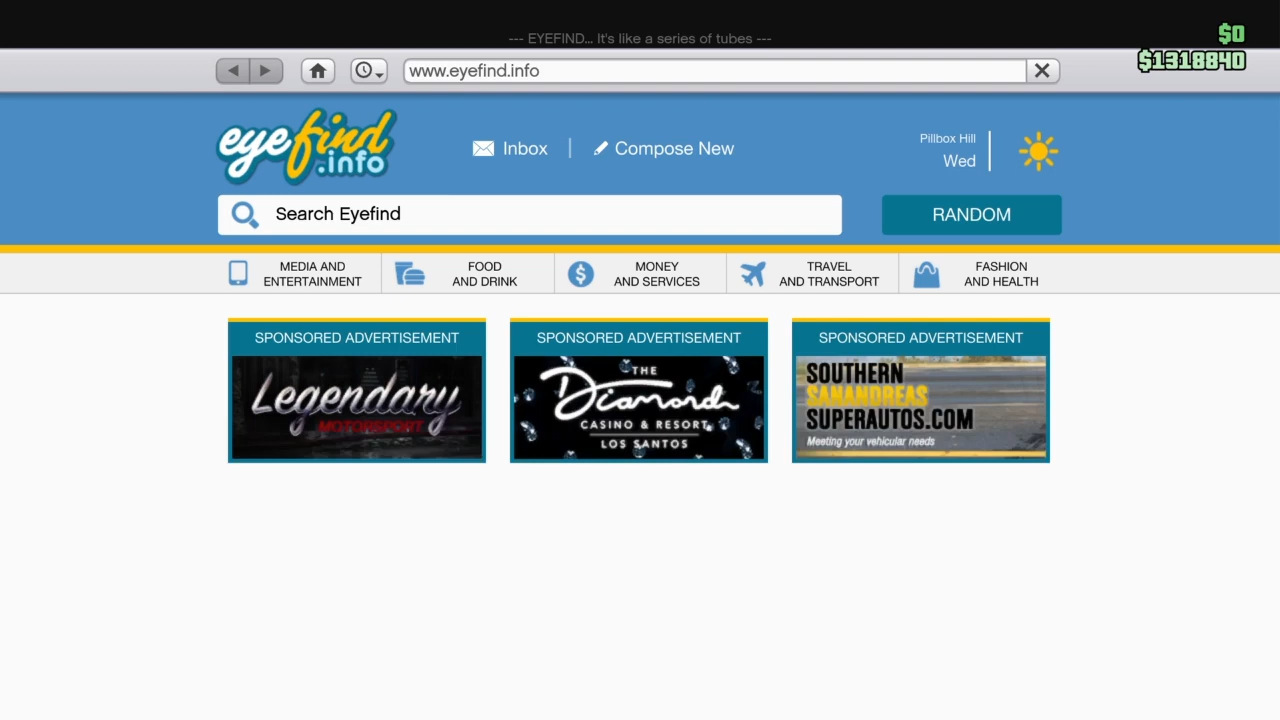 --- EYEFIND... It's like a series of tubes ---
$0
$1318840
www.eyefind.info
eyefind
.info
Inbox
Compose New
Pillbox Hill
Wed
Search Eyefind
RANDOM
MEDIA AND
ENTERTAINMENT
FOOD
AND DRINK
MONEY
AND SERVICES
TRAVEL
AND TRANSPORT
FASHION
AND HEALTH
SPONSORED ADVERTISEMENT
Legendary
MOTORSPORT
SPONSORED ADVERTISEMENT
THE
Diamond
CASINO & RESORT
LOS SANTOS
SPONSORED ADVERTISEMENT
SOUTHERN
SANANDREAS
SUPERAUTOS.COM
Meeting your vehicular needs